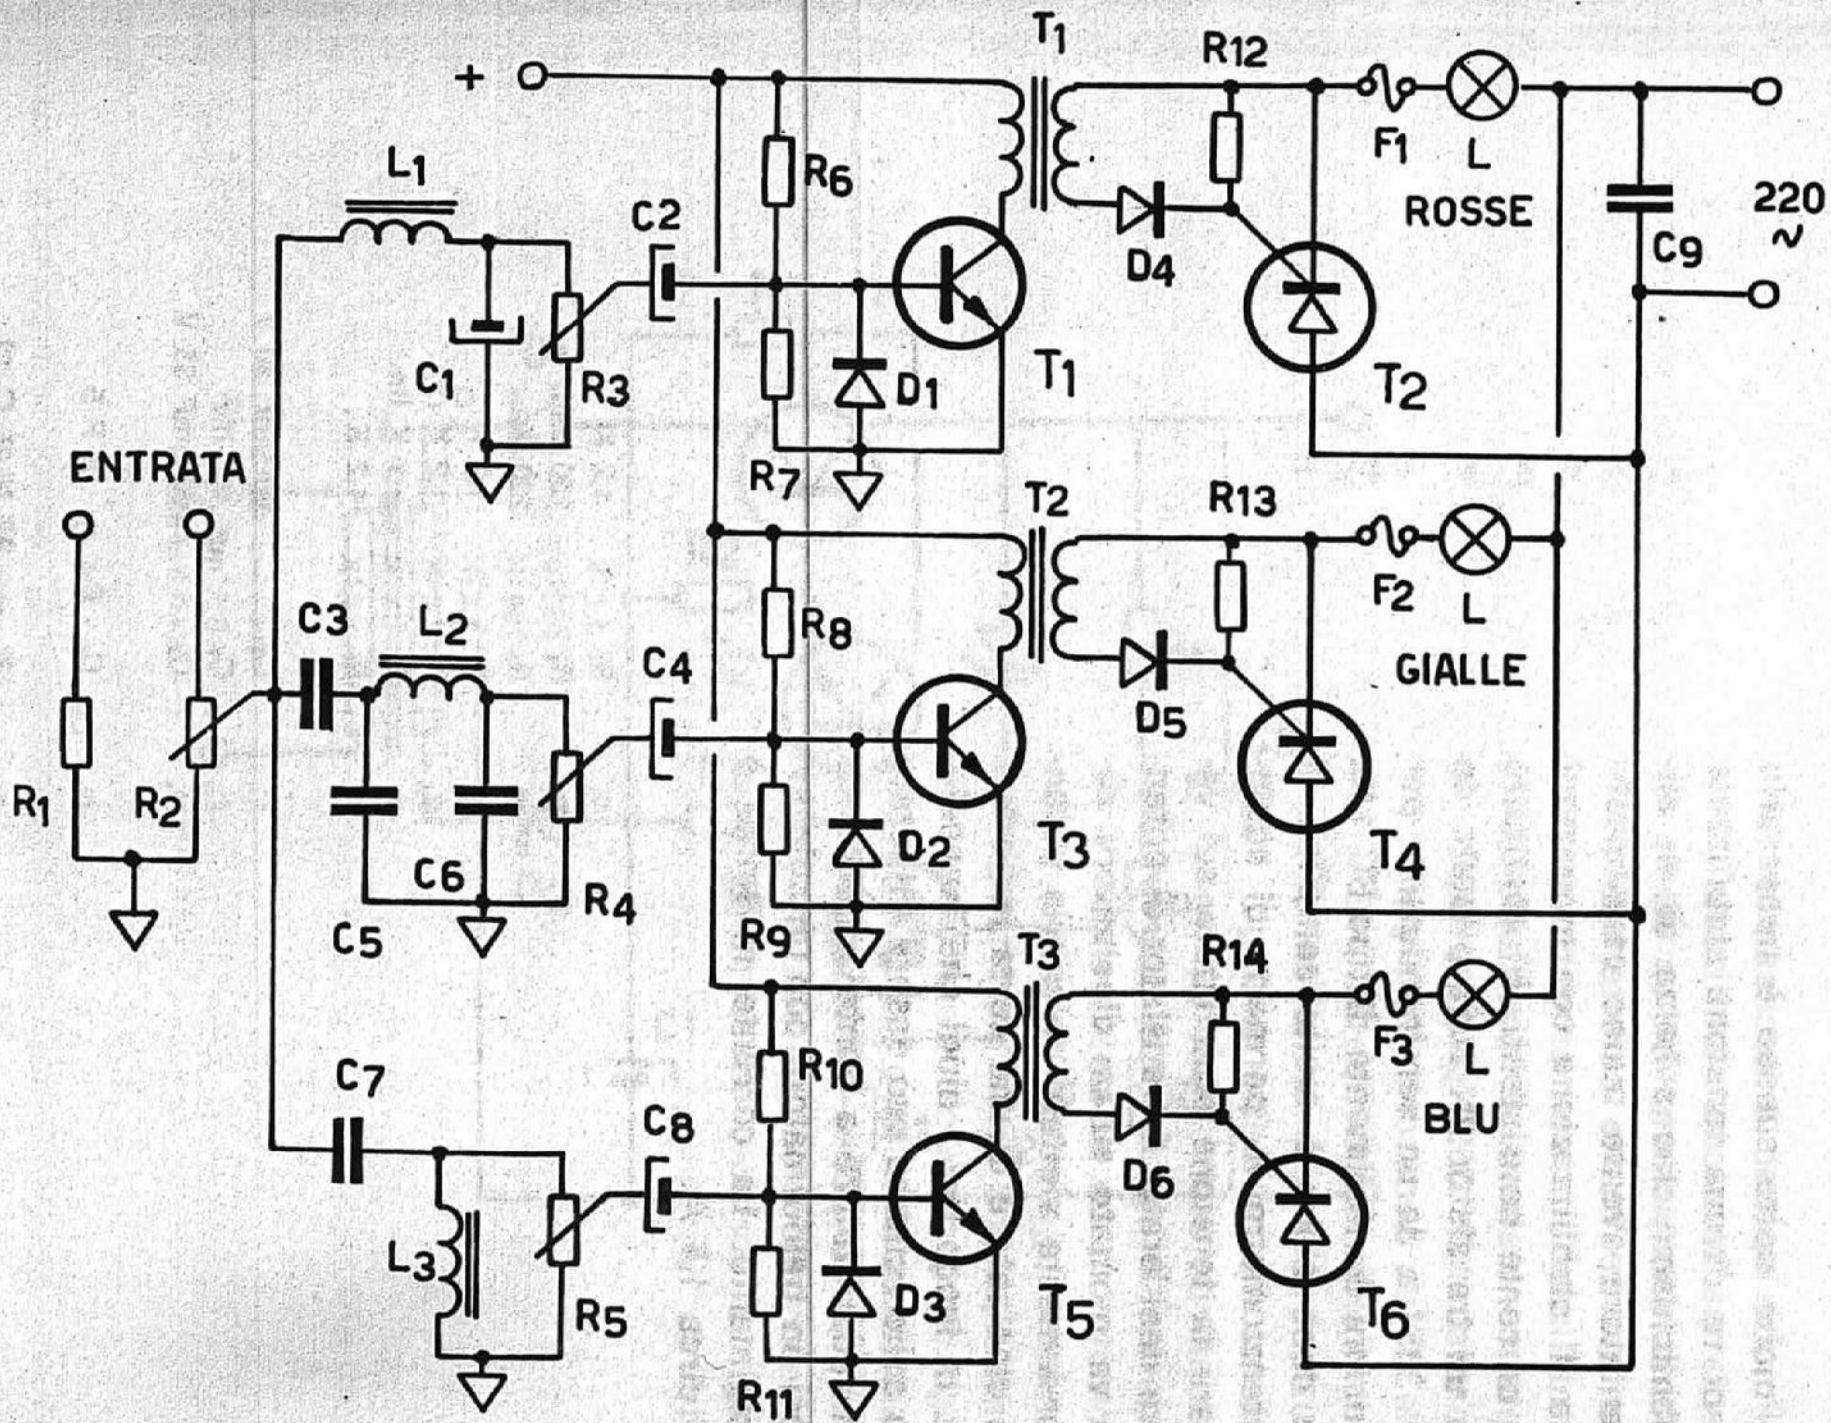 T1
R12
+
F1
L
ROSSE
220
~
C9
L1
C2
R6
D4
C1
R3
D1
T1
T2
R7
ENTRATA
T2
R13
F2
L
GIALLE
C3
L2
C4
R8
D5
R1
R2
C6
C5
R4
D2
T3
T4
R9
T3
R14
F3
L
BLU
C7
C8
R10
D6
L3
R5
D3
T5
T6
R11